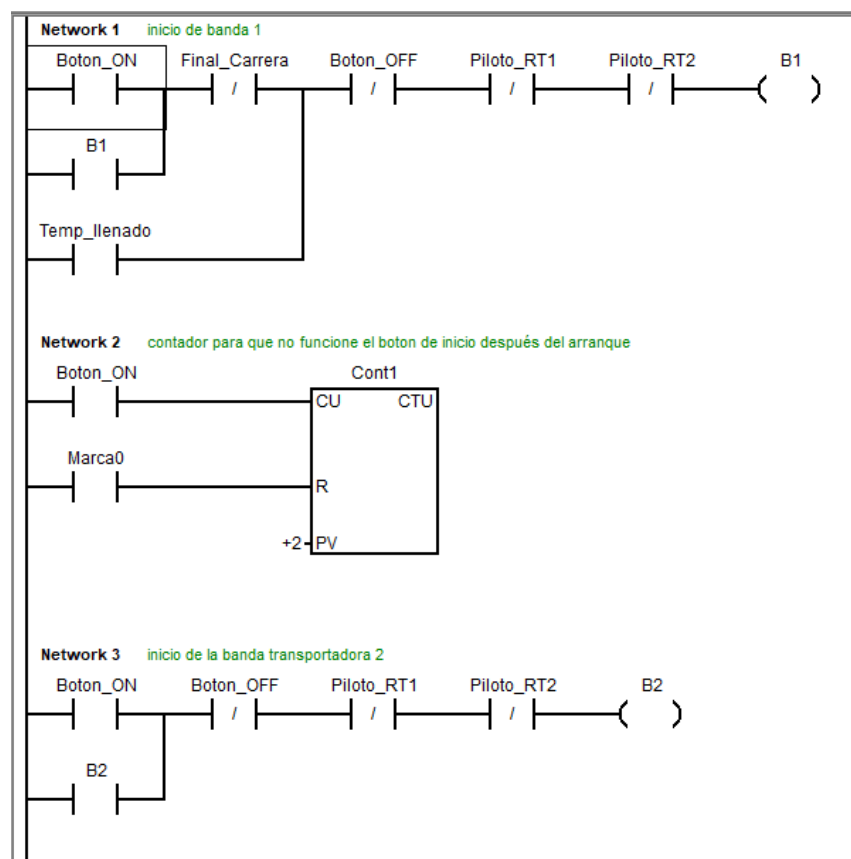 Network 1 inicio de banda 1
Boton_ON Final_Carrera Boton_OFF Piloto_RT1 Piloto_RT2 B1
/ / / /
B1
Temp_llenado
Network 2 contador para que no funcione el boton de inicio después del arranque
Boton_ON Cont1
CU CTU
Marca0
R
+2 PV
Network 3 inicio de la banda transportadora 2
Boton_ON Boton_OFF Piloto_RT1 Piloto_RT2 B2
/ / /
B2